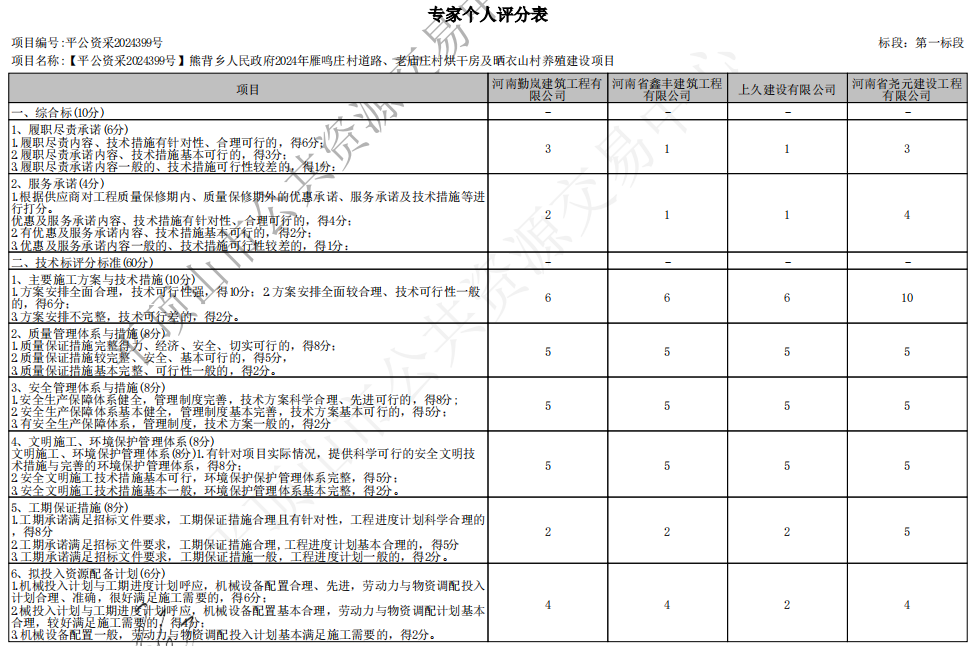 专家个人评分表
项目编号:平公资采2024399号
标段：第一标段
项目名称:【平公资采2024399号】熊背乡人民政府2024年雁鸣庄村道路、老庙庄村烘干房及晒衣山村养殖建设项目
项目
河南勤岚建筑工程有限公司
河南省鑫丰建筑工程有限公司
上久建设有限公司
河南省尧元建设工程有限公司
一、综合标(10分)
－ － － －
1、履职尽责承诺(6分)
1.履职尽责内容、技术措施有针对性、合理可行的，得6分；
2.履职尽责承诺内容、技术措施基本可行的，得3分；
3.履职尽责承诺内容一般的、技术措施可行性较差的，得1分；
3 1 1 3
2、服务承诺(4分)
1.根据供应商对工程质量保修期内、质量保修期外的优惠承诺、服务承诺及技术措施等进
行打分。
优惠及服务承诺内容、技术措施有针对性、合理可行的，得4分；
2.有优惠及服务承诺内容、技术措施基本可行的，得2分；
3.优惠及服务承诺内容一般的、技术措施可行性较差的，得1分；
2 1 1 4
二、技术标评分标准(60分)
－ － － －
1、主要施工方案与技术措施(10分)
1.方案安排全面合理，技术可行性强，得10分；2.方案安排全面较合理、技术可行性一般
的，得6分；
3.方案安排不完整，技术可行差的，得2分。
6 6 6 10
2、质量管理体系与措施(8分)
1.质量保证措施完整得力、经济、安全、切实可行的，得8分；
2.质量保证措施较完整、安全、基本可行的，得5分，
3.质量保证措施基本完整、可行性一般的，得2分。
5 5 5 5
3、安全管理体系与措施(8分)
1.安全生产保障体系健全，管理制度完善，技术方案科学合理、先进可行的，得8分；
2.安全生产保障体系基本健全，管理制度基本完善，技术方案基本可行的，得5分；
3.有安全生产保障体系，管理制度，技术方案一般的，得2分
5 5 5 5
4、文明施工、环境保护管理体系(8分)
文明施工、环境保护管理体系(8分)1.有针对项目实际情况，提供科学可行的安全文明技
术措施与完善的环境保护管理体系，得8分；
2.安全文明施工技术措施基本可行，环境保护保护管理体系完整，得5分；
3.安全文明施工技术措施基本一般，环境保护管理体系基本完整，得2分。
5 5 5 5
5、工期保证措施(8分)
1.工期承诺满足招标文件要求，工期保证措施合理且有针对性，工程进度计划科学合理的
，得8分
2.工期承诺满足招标文件要求，工期保证措施合理,工程进度计划基本合理的，得5分
3.工期承诺满足招标文件要求，工期保证措施一般，工程进度计划一般的，得2分。
2 2 2 5
6、拟投入资源配备计划(6分)
1.机械投入计划与工期进度计划呼应，机械设备配置合理、先进，劳动力与物资调配投入
计划合理、准确，很好满足施工需要的，得6分；
2.械投入计划与工期进度计划呼应，机械设备配置基本合理，劳动力与物资调配计划基本
合理，较好满足施工需要的，得4分；
3.机械设备配置一般，劳动力与物资调配投入计划基本满足施工需要的，得2分。
4 4 2 4
平顶山市公共资源交易中心
平顶山市公共资源交易中心